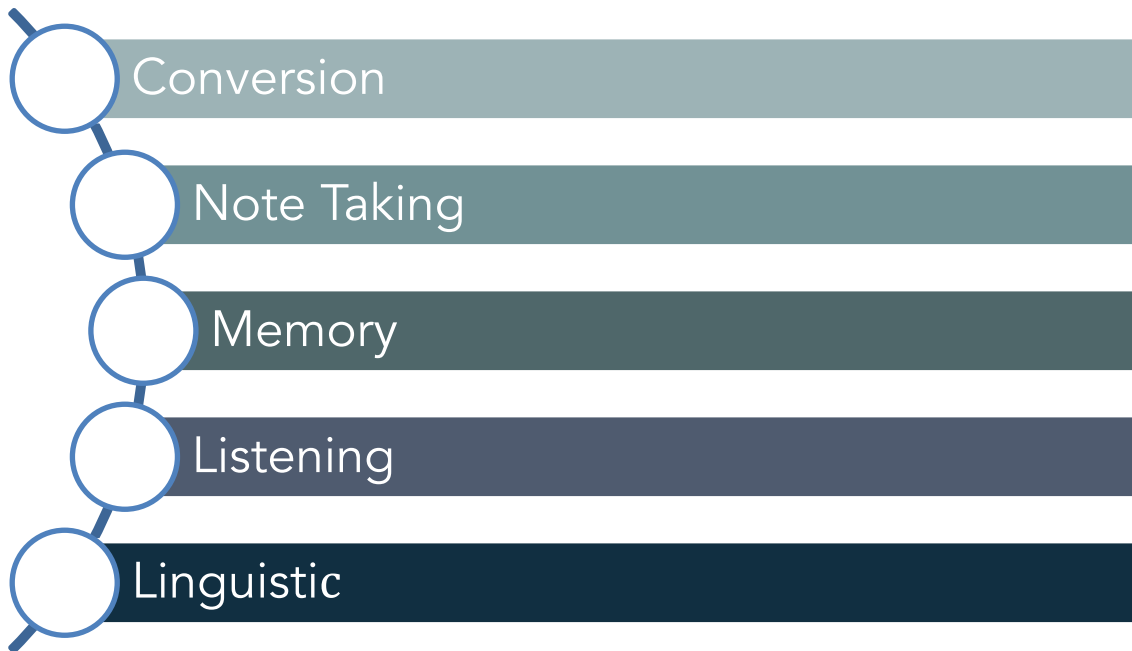 Conversion
Note Taking
Memory
Listening
Linguistic